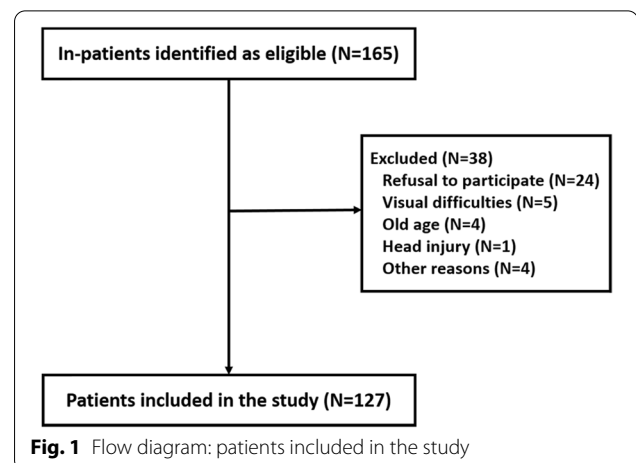 In-patients identified as eligible (N=165)
Excluded (N=38)
Refusal to participate (N=24)
Visual difficulties (N=5)
Old age (N=4)
Head injury (N=1)
Other reasons (N=4)
Patients included in the study (N=127)
Fig. 1 Flow diagram: patients included in the study